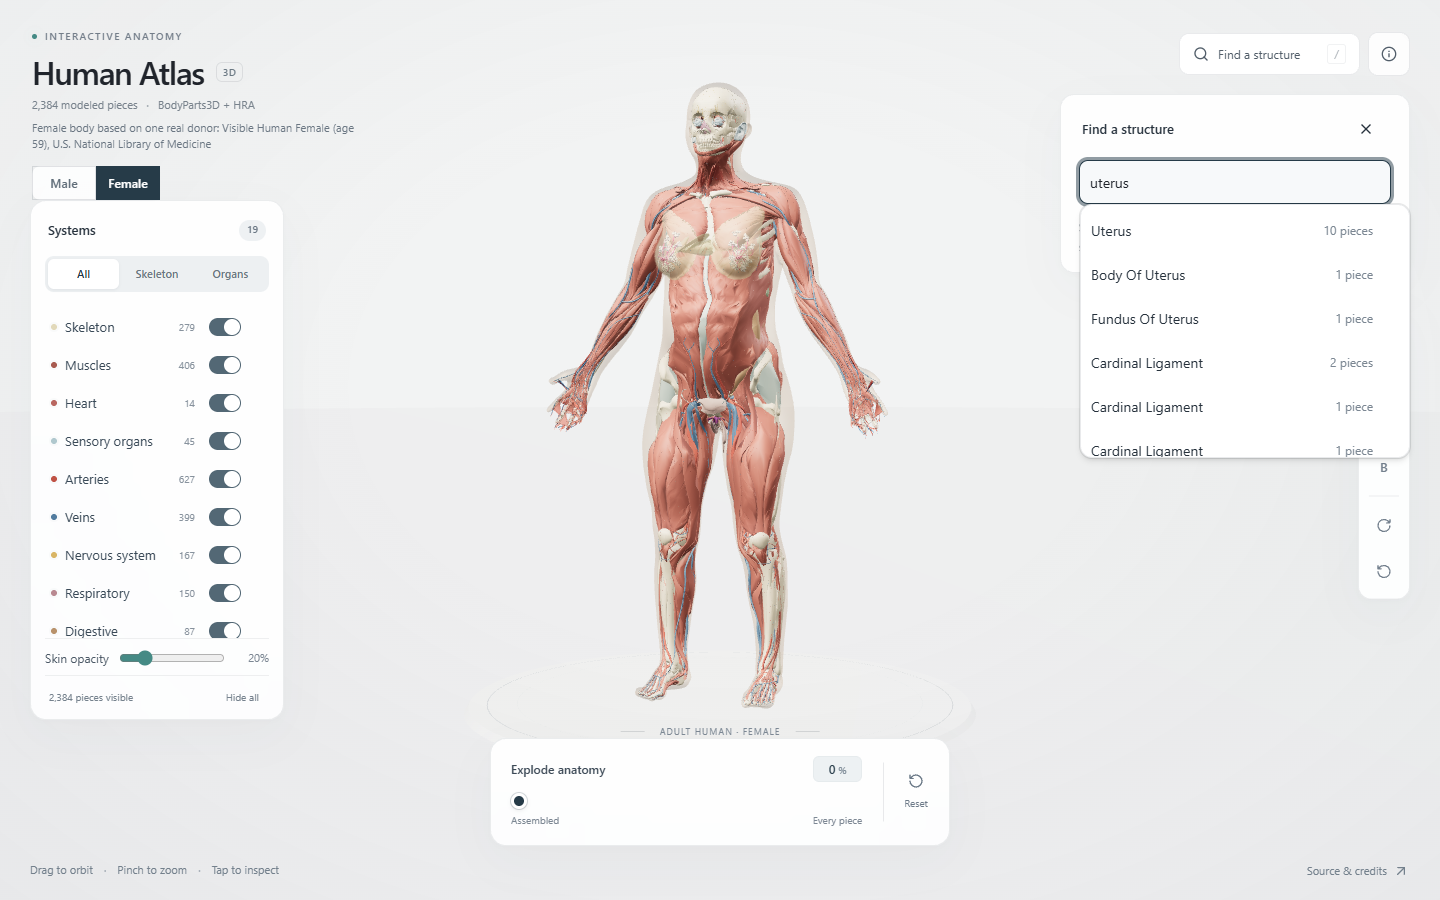 INTERACTIVE ANATOMY
Human Atlas 3D
2,384 modeled pieces · BodyParts3D + HRA
Female body based on one real donor: Visible Human Female (age
59), U.S. National Library of Medicine
Male Female
Systems 19
All Skeleton Organs
Skeleton 279
Muscles 406
Heart 14
Sensory organs 45
Arteries 627
Veins 399
Nervous system 167
Respiratory 150
Digestive 87
Skin opacity 20%
2,384 pieces visible Hide all
Find a structure /
Find a structure
uterus
Uterus 10 pieces
Body Of Uterus 1 piece
Fundus Of Uterus 1 piece
Cardinal Ligament 2 pieces
Cardinal Ligament 1 piece
Cardinal Ligament 1 piece
B
ADULT HUMAN · FEMALE
Explode anatomy 0 %
Assembled Every piece
Reset
Drag to orbit · Pinch to zoom · Tap to inspect
Source & credits